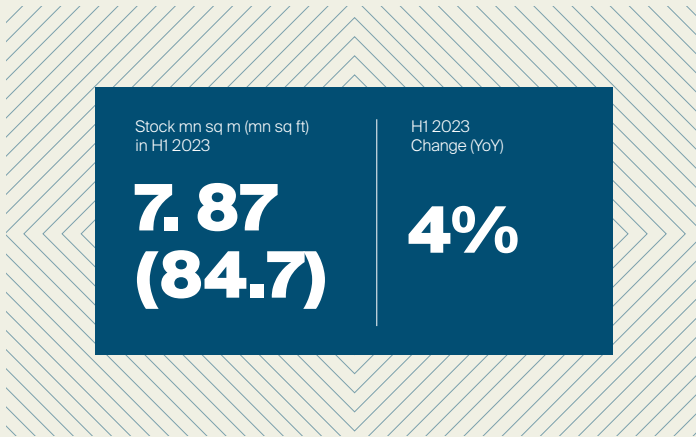 Stock mn sq m (mn sq ft)
in H1 2023
7. 87
(84.7)
H1 2023
Change (YoY)
4%